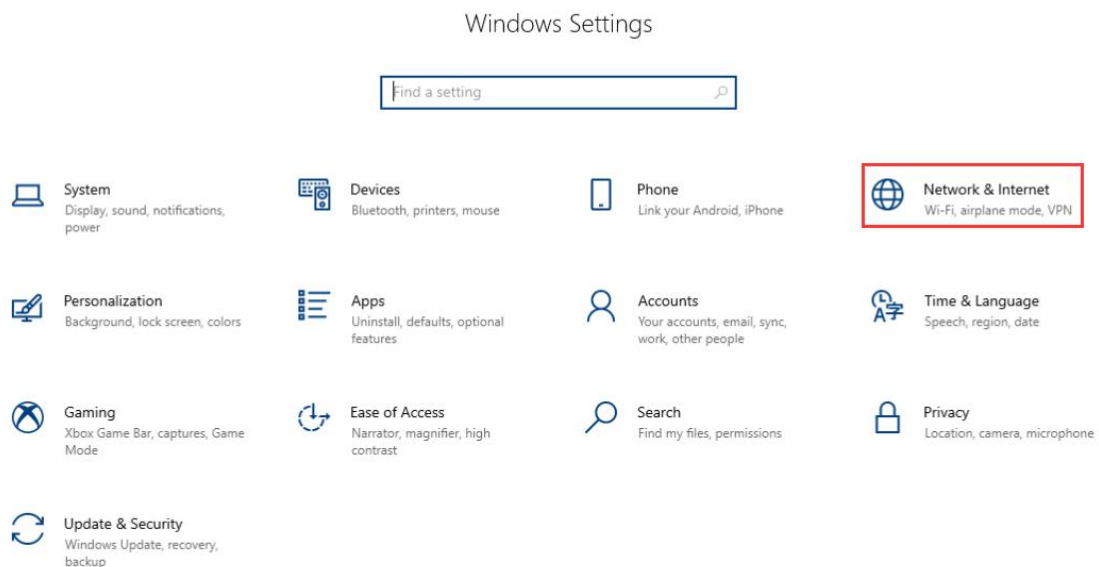 Windows Settings
Find a setting
System
Display, sound, notifications,
power
Devices
Bluetooth, printers, mouse
Phone
Link your Android, iPhone
Network & Internet
Wi-Fi, airplane mode, VPN
Personalization
Background, lock screen, colors
Apps
Uninstall, defaults, optional
features
Accounts
Your accounts, email, sync,
work, other people
Time & Language
Speech, region, date
Gaming
Xbox Game Bar, captures, Game
Mode
Ease of Access
Narrator, magnifier, high
contrast
Search
Find my files, permissions
Privacy
Location, camera, microphone
Update & Security
Windows Update, recovery,
backup